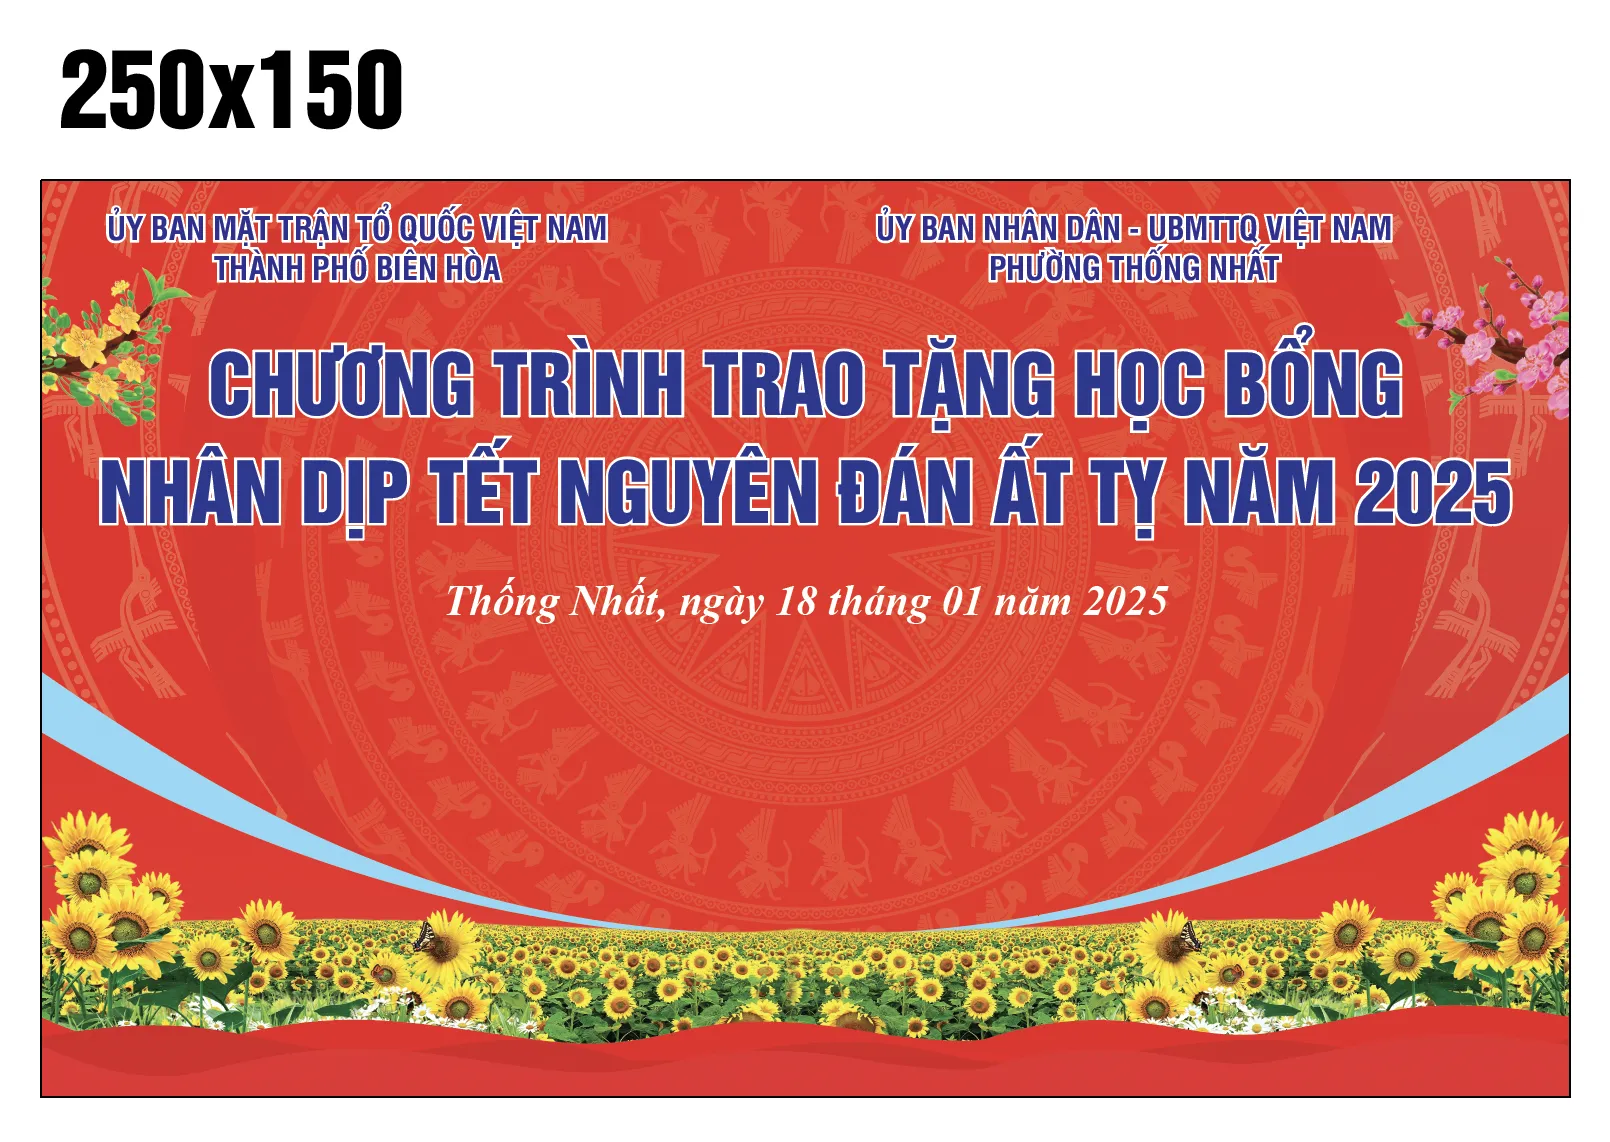 250x150
ỦY BAN MẶT TRẬN TỔ QUỐC VIỆT NAM
THÀNH PHỐ BIÊN HÒA
ỦY BAN NHÂN DÂN - UBMTTQ VIỆT NAM
PHƯỜNG THỐNG NHẤT
CHƯƠNG TRÌNH TRAO TẶNG HỌC BỔNG
NHÂN DỊP TẾT NGUYÊN ĐÁN ẤT TỴ NĂM 2025
Thống Nhất, ngày 18 tháng 01 năm 2025